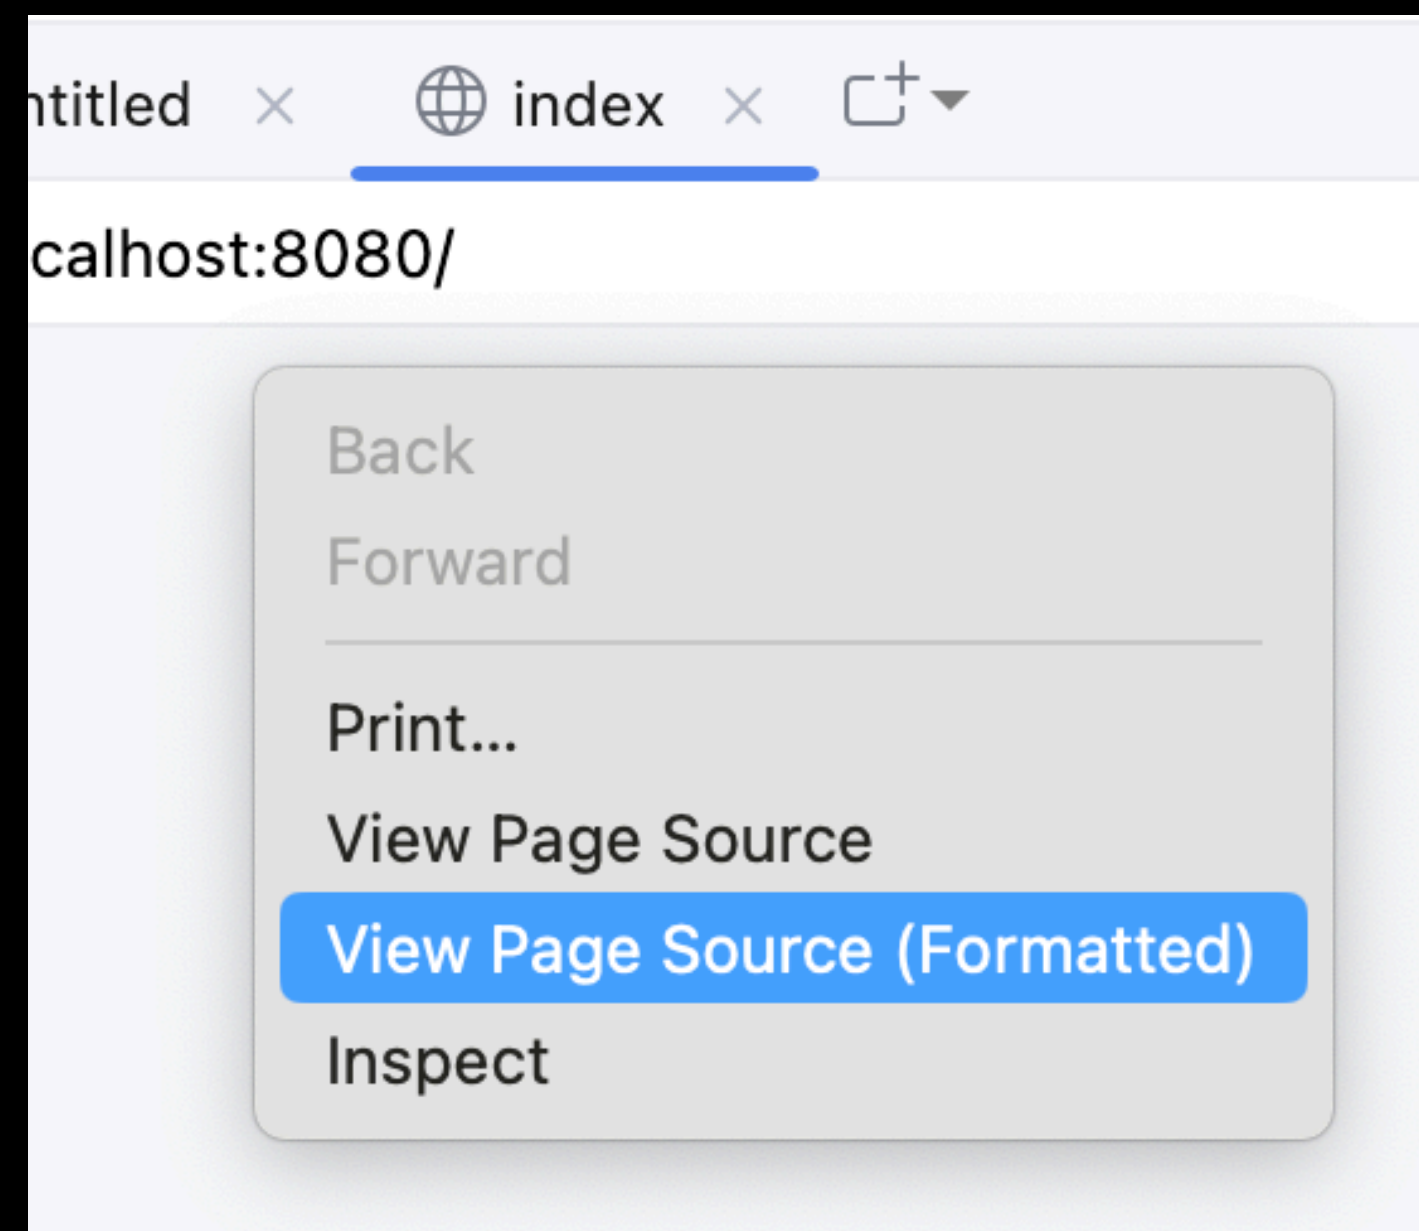 ntitled index
calhost:8080/
Back
Forward
Print...
View Page Source
View Page Source (Formatted)
Inspect